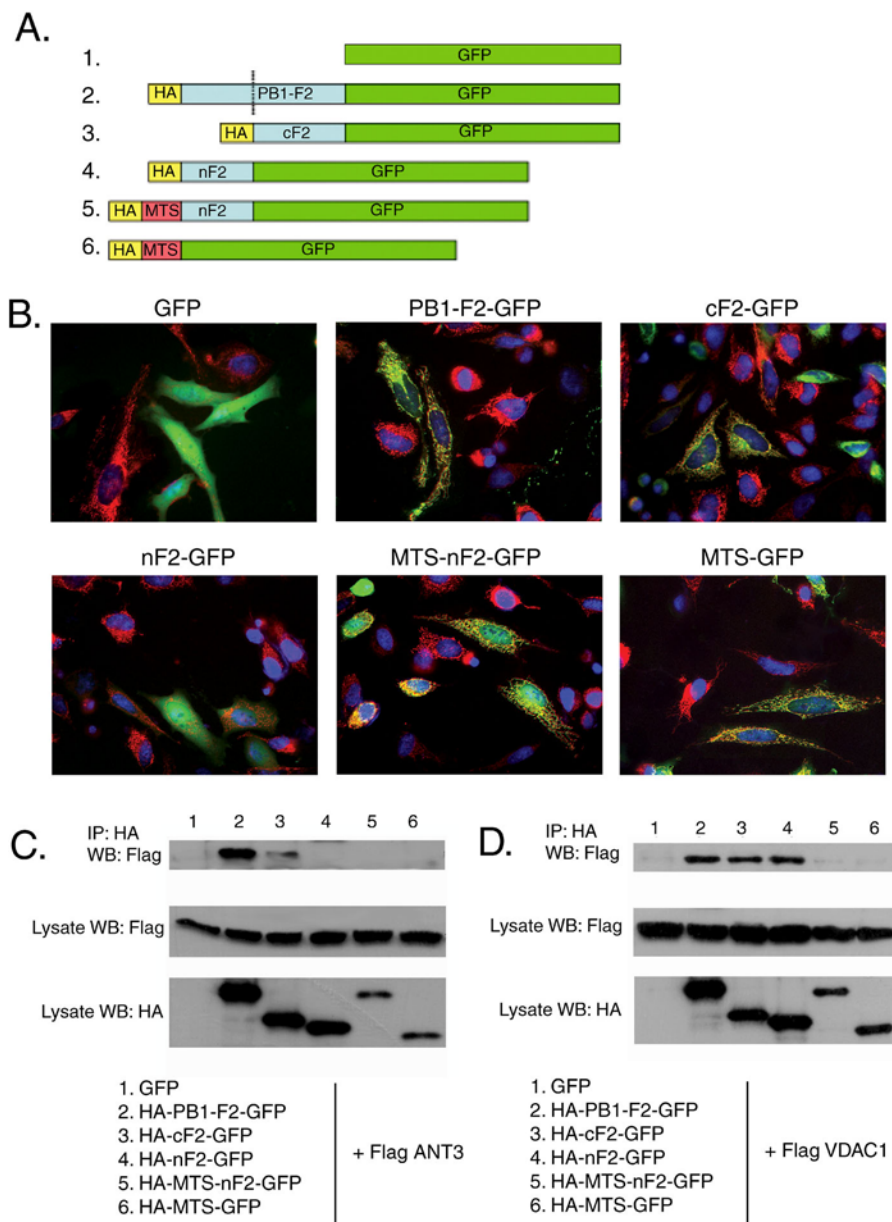 A.
1. GFP
2. HA PB1-F2 GFP
3. HA cF2 GFP
4. HA nF2 GFP
5. HA MTS nF2 GFP
6. HA MTS GFP
B.
GFP PB1-F2-GFP cF2-GFP
nF2-GFP MTS-nF2-GFP MTS-GFP
C.
1 2 3 4 5 6
IP: HA
WB: Flag
Lysate WB: Flag
Lysate WB: HA
1. GFP
2. HA-PB1-F2-GFP
3. HA-cF2-GFP
4. HA-nF2-GFP
5. HA-MTS-nF2-GFP
6. HA-MTS-GFP
+ Flag ANT3
D.
1 2 3 4 5 6
IP: HA
WB: Flag
Lysate WB: Flag
Lysate WB: HA
1. GFP
2. HA-PB1-F2-GFP
3. HA-cF2-GFP
4. HA-nF2-GFP
5. HA-MTS-nF2-GFP
6. HA-MTS-GFP
+ Flag VDAC1